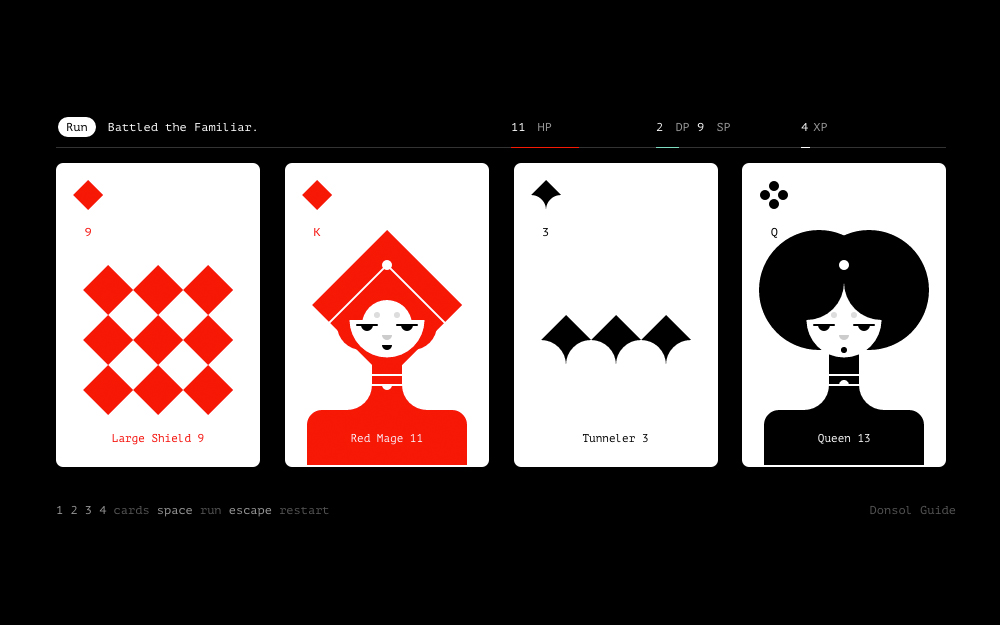 Run Battled the Familiar. 11 HP 2 DP 9 SP 4 XP
9 K 3 Q
Large Shield 9 Red Mage 11 Tunneler 3 Queen 13
1 2 3 4 cards space run escape restart Donsol Guide